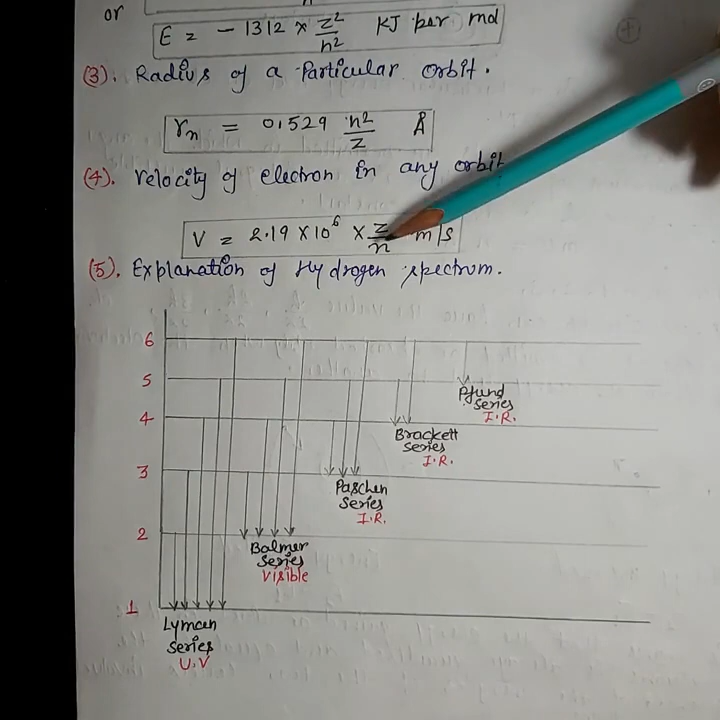 or
E = - 1312 × z²/n² KJ per mol
(3). Radius of a Particular orbit.
rn = 0.529 n²/z Å
(4). Velocity of electron in any orbit
V = 2.19 × 10⁶ × z/n m/s
(5). Explanation of Hydrogen spectrum.
6
5
Pfund
series
I.R.
4
Brackett
series
I.R.
3
Paschen
Series
I.R.
2
Balmer
Series
Visible
1
Lyman
Series
U.V